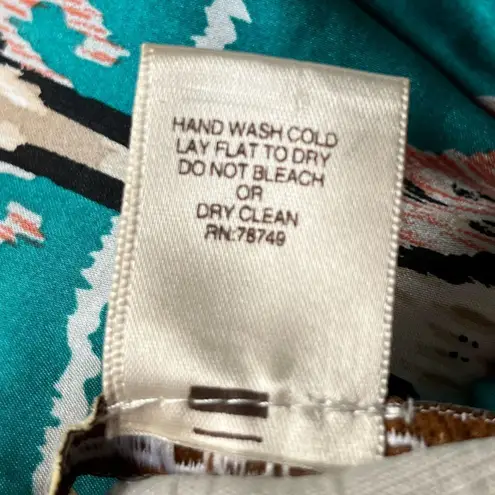 HAND WASH COLD
LAY FLAT TO DRY
DO NOT BLEACH
OR
DRY CLEAN
RN:78749